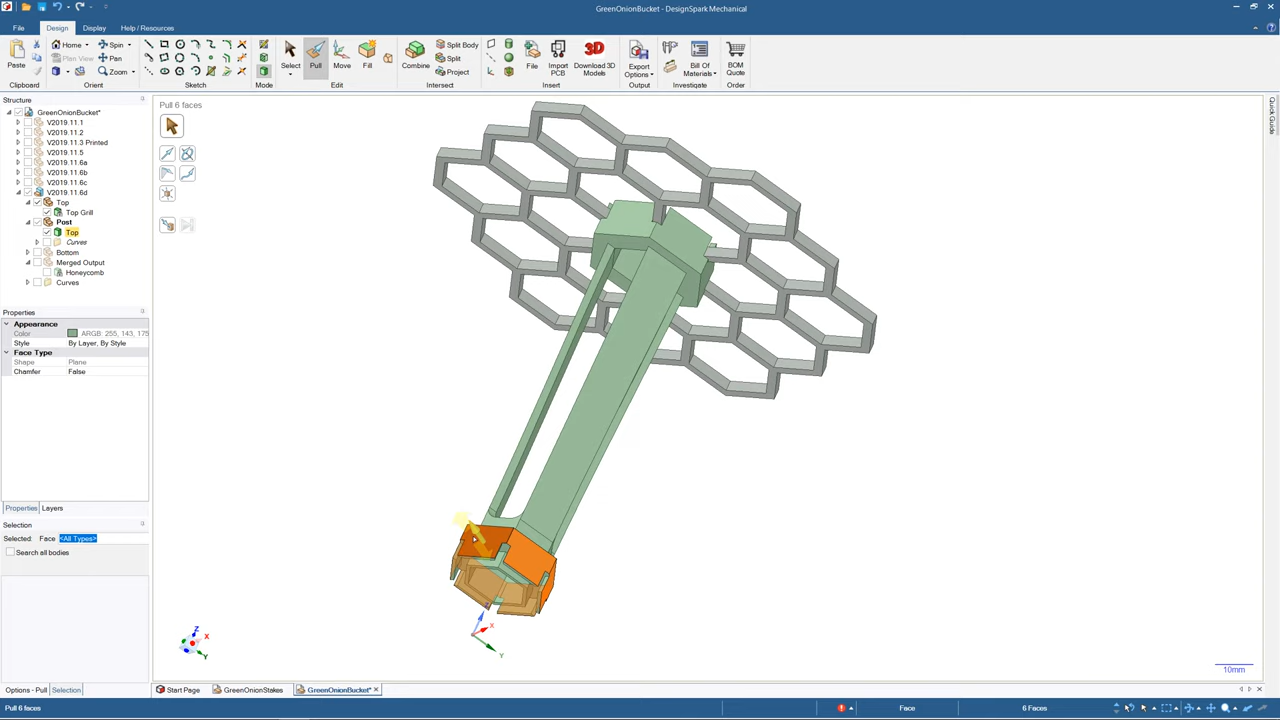 GreenOnionBucket - DesignSpark Mechanical
File Design Display Help / Resources
Paste
Clipboard
Home Spin
Plan View Pan
Zoom
Orient
Sketch
Mode
Select Pull Move Fill
Edit
Combine
Split Body
Split
Project
Intersect
File
Import PCB
3D
Download 3D Models
Insert
Export Options
Output
Bill Of Materials
Investigate
BOM Quote
Order
Structure
GreenOnionBucket*
V2019.11.1
V2019.11.2
V2019.11.3 Printed
V2019.11.5
V2019.11.6a
V2019.11.6b
V2019.11.6c
V2019.11.6d
Top
Top Grill
Post
Top
Curves
Bottom
Merged Output
Honeycomb
Curves
Properties
Appearance
Color ARGB: 255, 143, 175
Style By Layer, By Style
Face Type
Shape Plane
Chamfer False
Properties Layers
Selection
Selected: Face <All Types>
Search all bodies
Options - Pull Selection
Pull 6 faces
Quick Guide
X
Y
Z
X
Y
10mm
Start Page GreenOnionStakes GreenOnionBucket*
Pull 6 faces Face 6 Faces